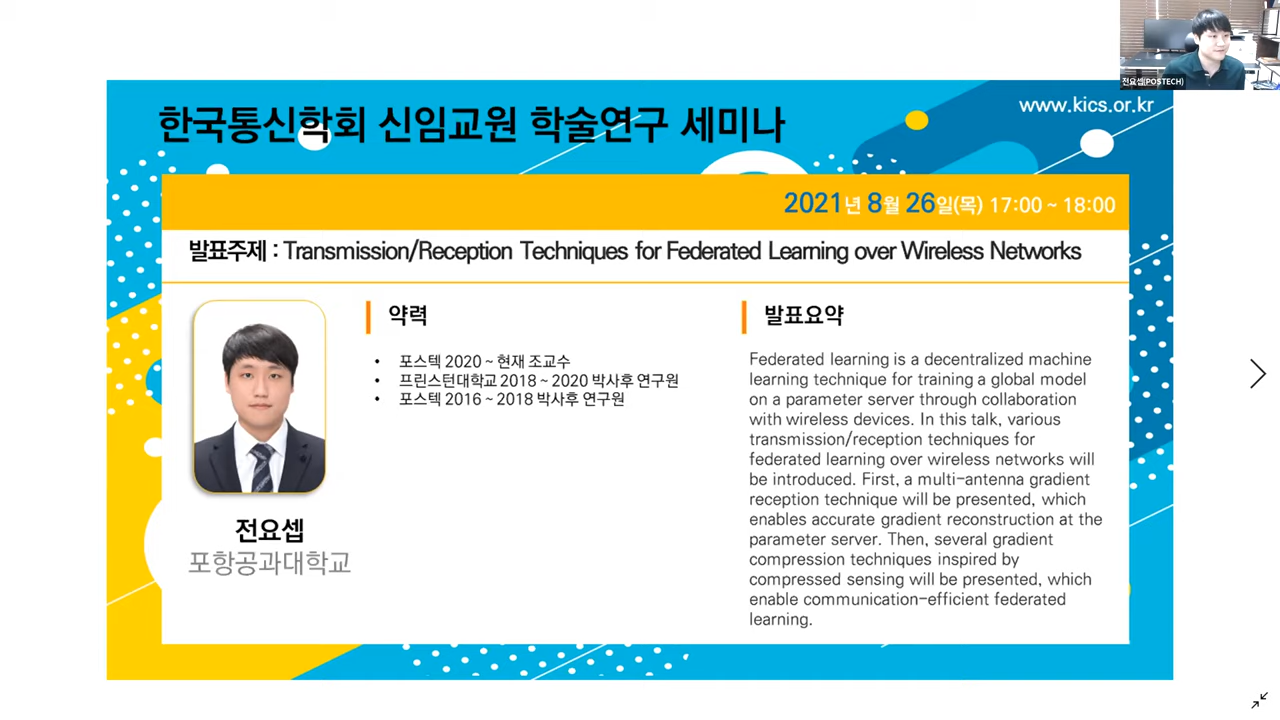 전요셉(POSTECH)
www.kics.or.kr
한국통신학회 신임교원 학술연구 세미나
2021년 8월 26일(목) 17:00 ~ 18:00
발표주제 : Transmission/Reception Techniques for Federated Learning over Wireless Networks
약력
• 포스텍 2020 ~ 현재 조교수
• 프린스턴대학교 2018 ~ 2020 박사후 연구원
• 포스텍 2016 ~ 2018 박사후 연구원
전요셉
포항공과대학교
발표요약
Federated learning is a decentralized machine
learning technique for training a global model
on a parameter server through collaboration
with wireless devices. In this talk, various
transmission/reception techniques for
federated learning over wireless networks will
be introduced. First, a multi-antenna gradient
reception technique will be presented, which
enables accurate gradient reconstruction at the
parameter server. Then, several gradient
compression techniques inspired by
compressed sensing will be presented, which
enable communication-efficient federated
learning.